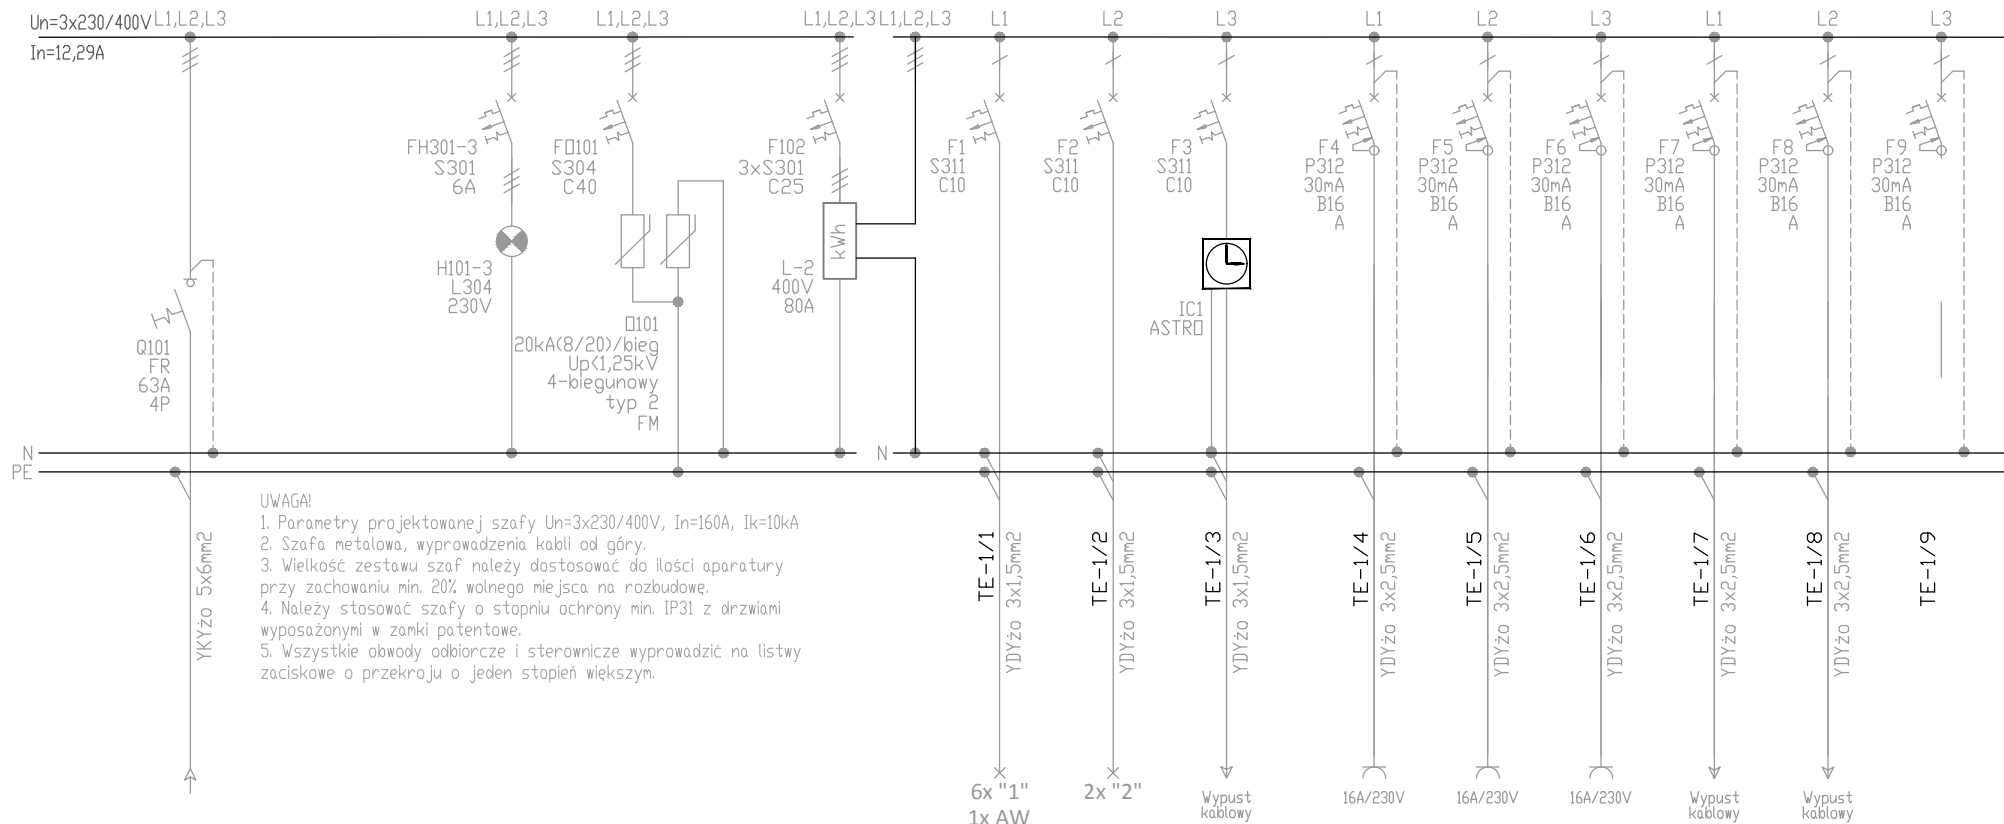 Un=3x230/400V
In=12,29A
L1,L2,L3
L1,L2,L3
L1,L2,L3
L1,L2,L3
L1,L2,L3
L1
L2
L3
L1
L2
L3
L1
L2
L3
Q101
FR
63A
4P
FH301-3
S301
6A
H101-3
L304
230V
F▯101
S304
C40
▯101
20kA(8/20)/bieg
Up<1,25kV
4-biegunowy
typ 2
FM
F102
3xS301
C25
kWh
L-2
400V
80A
F1
S311
C10
F2
S311
C10
F3
S311
C10
IC1
ASTR▯
F4
P312
30mA
B16
A
F5
P312
30mA
B16
A
F6
P312
30mA
B16
A
F7
P312
30mA
B16
A
F8
P312
30mA
B16
A
F9
P312
30mA
B16
A
N
PE
N
YKYżo 5x6mm2
UWAGA!
1. Parametry projektowanej szafy Un=3x230/400V, In=160A, Ik=10kA
2. Szafa metalowa, wyprowadzenia kabli od góry.
3. Wielkość zestawu szaf należy dostosować do ilości aparatury
przy zachowaniu min. 20% wolnego miejsca na rozbudowę.
4. Należy stosować szafy o stopniu ochrony min. IP31 z drzwiami
wyposażonymi w zamki patentowe.
5. Wszystkie obwody odbiorcze i sterownicze wyprowadzić na listwy
zaciskowe o przekroju o jeden stopień większym.
TE-1/1
YDYżo 3x1,5mm2
TE-1/2
YDYżo 3x1,5mm2
TE-1/3
YDYżo 3x1,5mm2
TE-1/4
YDYżo 3x2,5mm2
TE-1/5
YDYżo 3x2,5mm2
TE-1/6
YDYżo 3x2,5mm2
TE-1/7
YDYżo 3x2,5mm2
TE-1/8
YDYżo 3x2,5mm2
TE-1/9
6x "1"
1x AW
2x "2"
Wypust
kablowy
16A/230V
16A/230V
16A/230V
Wypust
kablowy
Wypust
kablowy